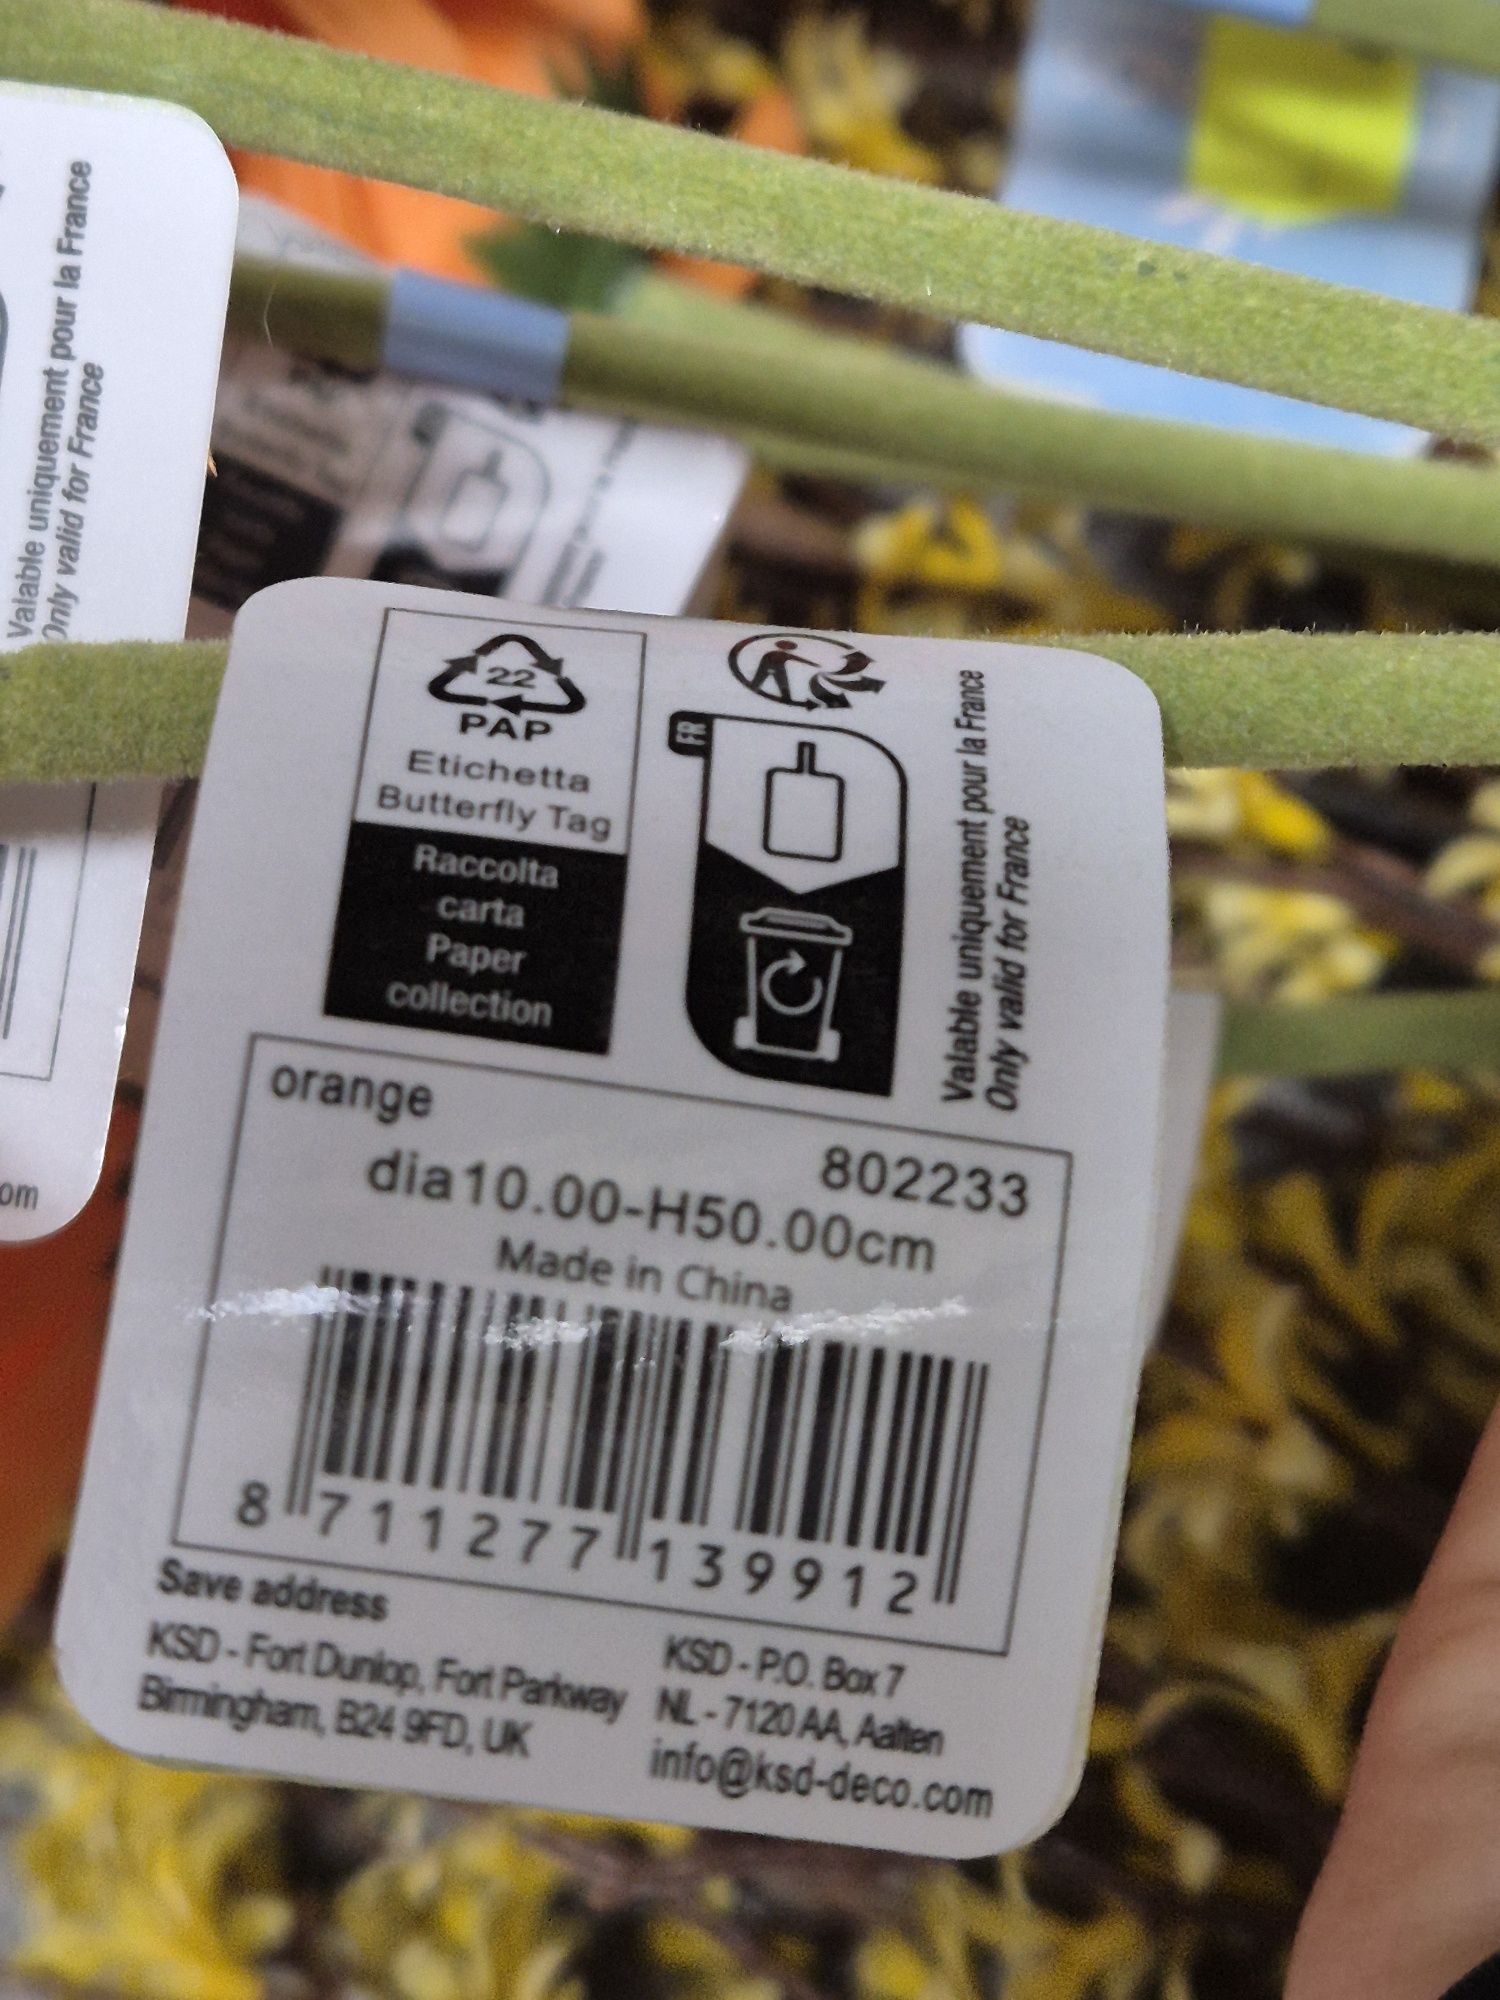 Valable uniquement pour la France
Only valid for France
om
22
PAP
Etichetta
Butterfly Tag
Raccolta
carta
Paper
collection
FR
Valable uniquement pour la France
Only valid for France
orange
802233
dia10.00-H50.00cm
Made in China
8 711277 139912
Save address
KSD - Fort Dunlop, Fort Parkway
Birmingham, B24 9FD, UK
KSD - P.O. Box 7
NL - 7120 AA, Aalten
info@ksd-deco.com